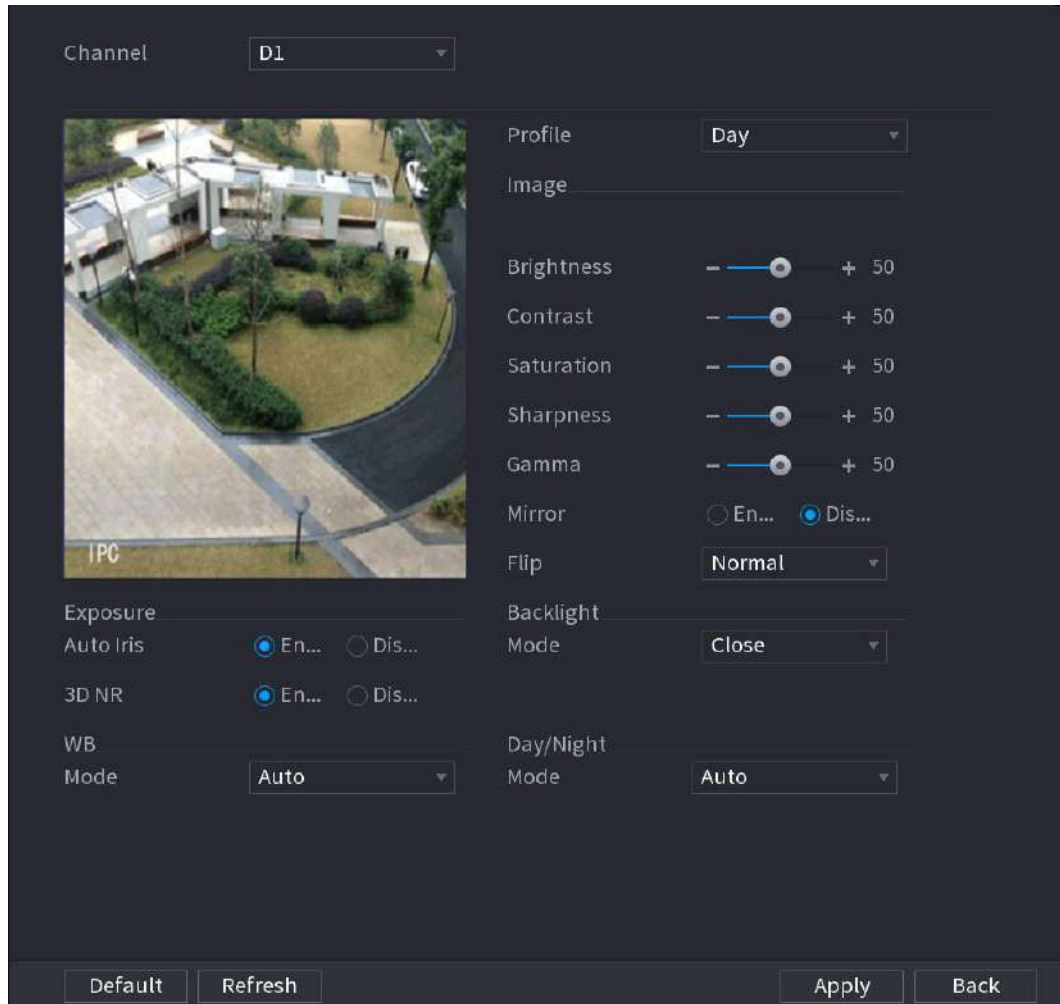 Channel D1
Profile Day
Image
Brightness - + 50
Contrast - + 50
Saturation - + 50
Sharpness - + 50
Gamma - + 50
Mirror En... Dis...
IPC
Flip Normal
Exposure Backlight
Auto Iris En... Dis... Mode Close
3D NR En... Dis...
WB Day/Night
Mode Auto Mode Auto
Default Refresh Apply Back